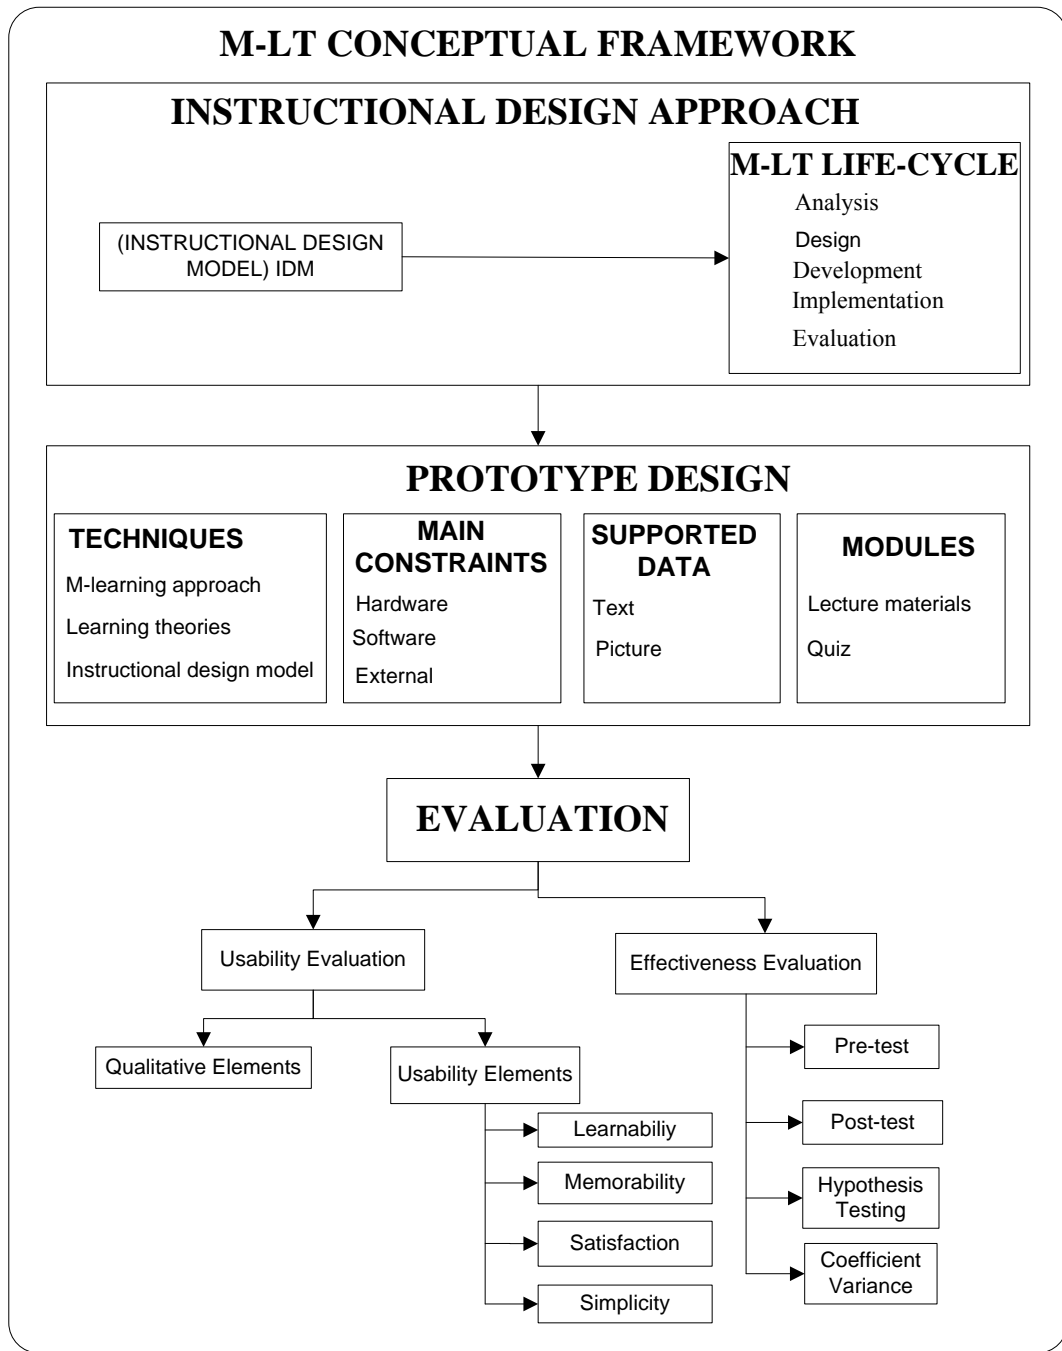 M-LT CONCEPTUAL FRAMEWORK
INSTRUCTIONAL DESIGN APPROACH
(INSTRUCTIONAL DESIGN
MODEL) IDM
M-LT LIFE-CYCLE
Analysis
Design
Development
Implementation
Evaluation
PROTOTYPE DESIGN
TECHNIQUES
M-learning approach
Learning theories
Instructional design model
MAIN
CONSTRAINTS
Hardware
Software
External
SUPPORTED
DATA
Text
Picture
MODULES
Lecture materials
Quiz
EVALUATION
Usability Evaluation
Effectiveness Evaluation
Qualitative Elements
Usability Elements
Learnabiliy
Memorability
Satisfaction
Simplicity
Pre-test
Post-test
Hypothesis
Testing
Coefficient
Variance